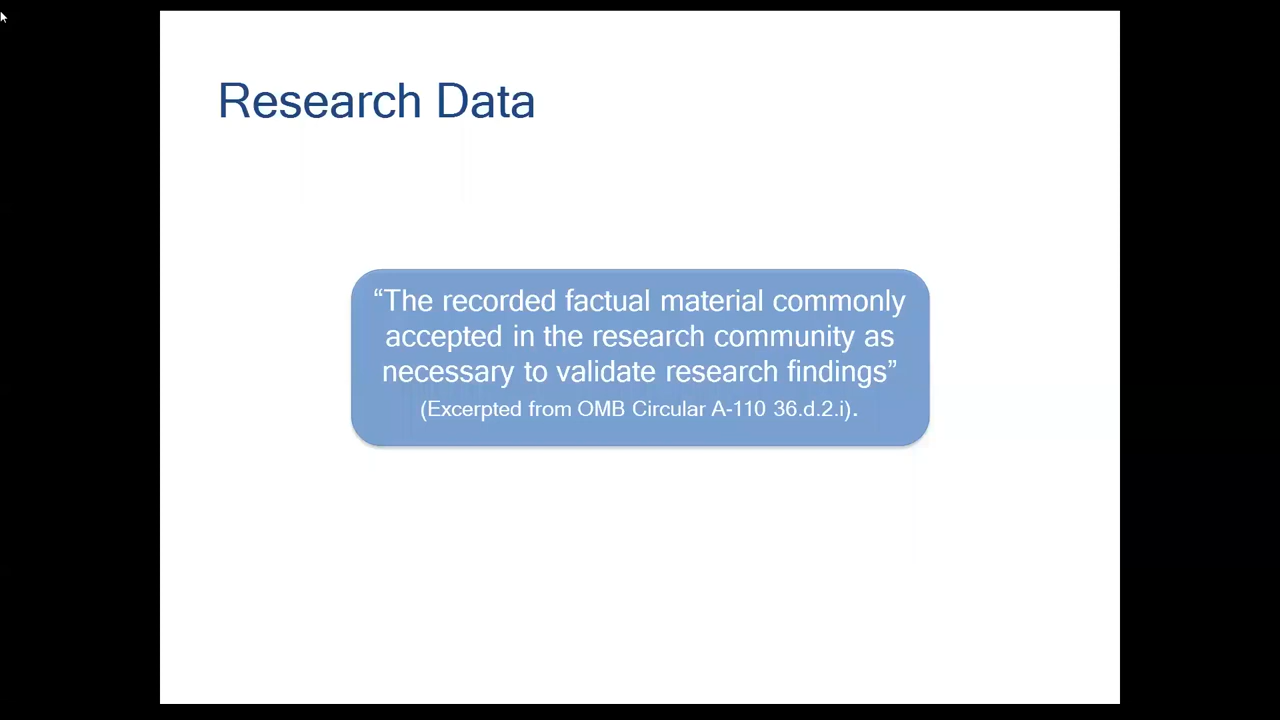 Research Data
“The recorded factual material commonly
accepted in the research community as
necessary to validate research findings”
(Excerpted from OMB Circular A-110 36.d.2.i).